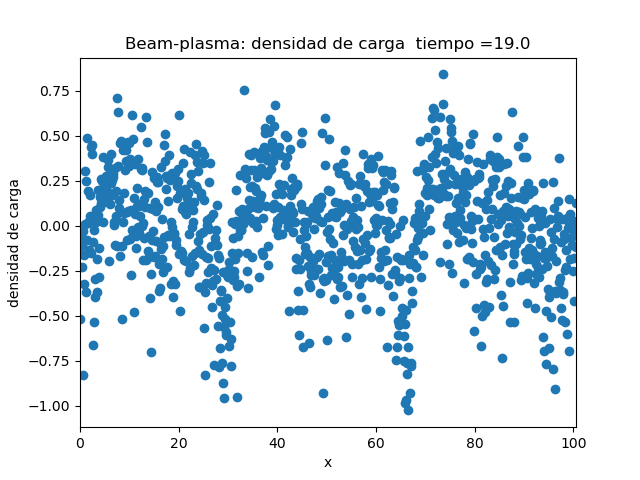 Beam-plasma: densidad de carga  tiempo =19.0
densidad de carga
0.75
0.50
0.25
0.00
−0.25
−0.50
−0.75
−1.00
0 20 40 60 80 100
x